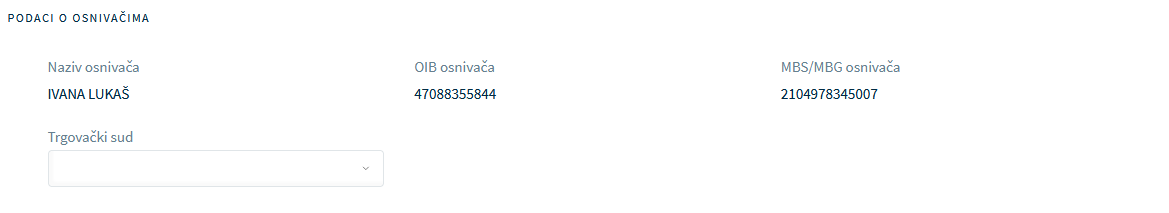 PODACI O OSNIVAČIMA
Naziv osnivača OIB osnivača MBS/MBG osnivača
IVANA LUKAŠ 47088355844 2104978345007
Trgovački sud